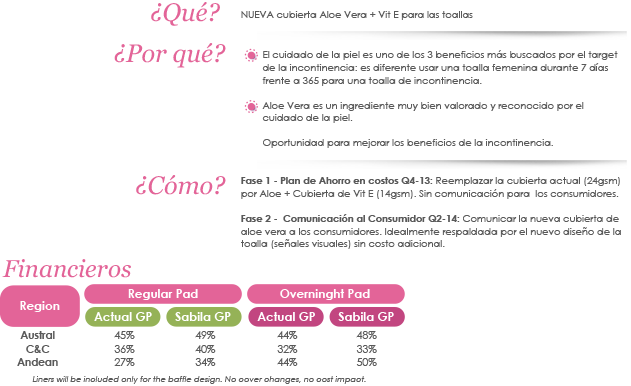 ¿Qué?
NUEVA cubierta Aloe Vera + Vit E para las toallas
¿Por qué?
El cuidado de la piel es uno de los 3 beneficios más buscados por el target
de la incontinencia: es diferente usar una toalla femenina durante 7 días
frente a 365 para una toalla de incontinencia.
Aloe Vera es un ingrediente muy bien valorado y reconocido por el
cuidado de la piel.
Oportunidad para mejorar los beneficios de la incontinencia.
¿Cómo?
Fase 1 - Plan de Ahorro en costos Q4-13: Reemplazar la cubierta actual (24gsm)
por Aloe + Cubierta de Vit E (14gsm). Sin comunicación para los consumidores.
Fase 2 - Comunicación al Consumidor Q2-14: Comunicar la nueva cubierta de
aloe vera a los consumidores. Idealmente respaldada por el nuevo diseño de la
toalla (señales visuales) sin costo adicional.
Financieros
Region Regular Pad Overninght Pad
Actual GP Sabila GP Actual GP Sabila GP
Austral 45% 49% 44% 48%
C&C 36% 40% 32% 33%
Andean 27% 34% 44% 50%
Liners will be included only for the baffle design. No cover changes, no cost impact.